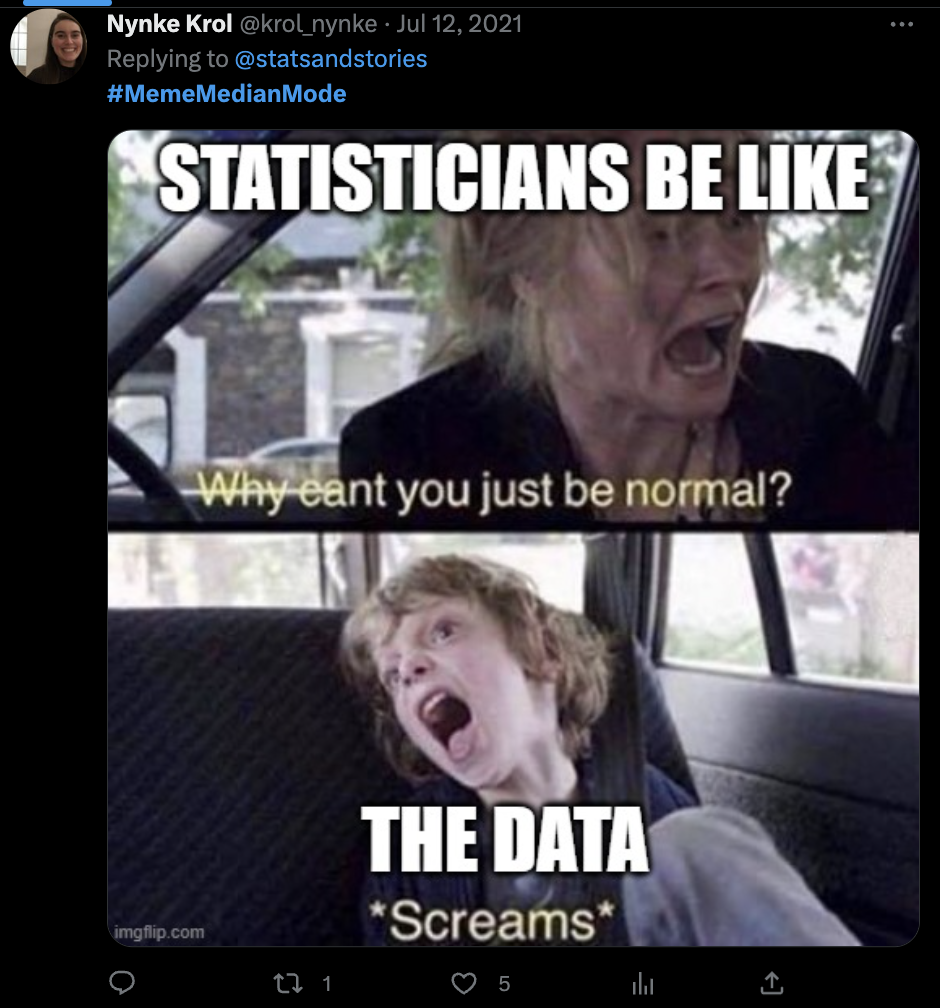 Nynke Krol @krol_nynke · Jul 12, 2021
Replying to @statsandstories
#MemeMedianMode
STATISTICIANS BE LIKE
Why cant you just be normal?
THE DATA
*Screams*
imgflip.com
1 5